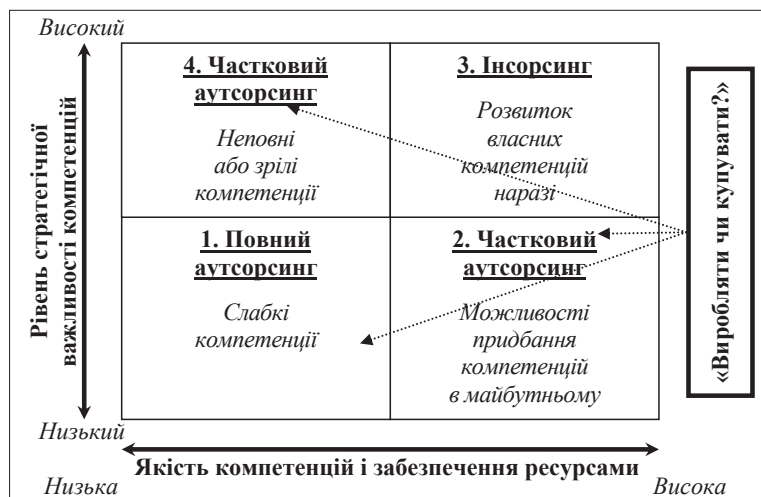 Високий
4. Частковий
аутсорсинг
Неповні
або зрілі
компетенції
3. Інсорсинг
Розвиток
власних
компетенцій
наразі
1. Повний
аутсорсинг
Слабкі
компетенції
2. Частковий
аутсорсинг
Можливості
придбання
компетенцій
в майбутньому
Рівень стратегічної
важливості компетенцій
«Виробляти чи купувати?»
Низький
Якість компетенцій і забезпечення ресурсами
Низька
Висока